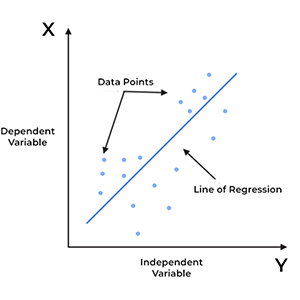 X
Data Points
Dependent
Variable
Line of Regression
Independent
Variable
Y